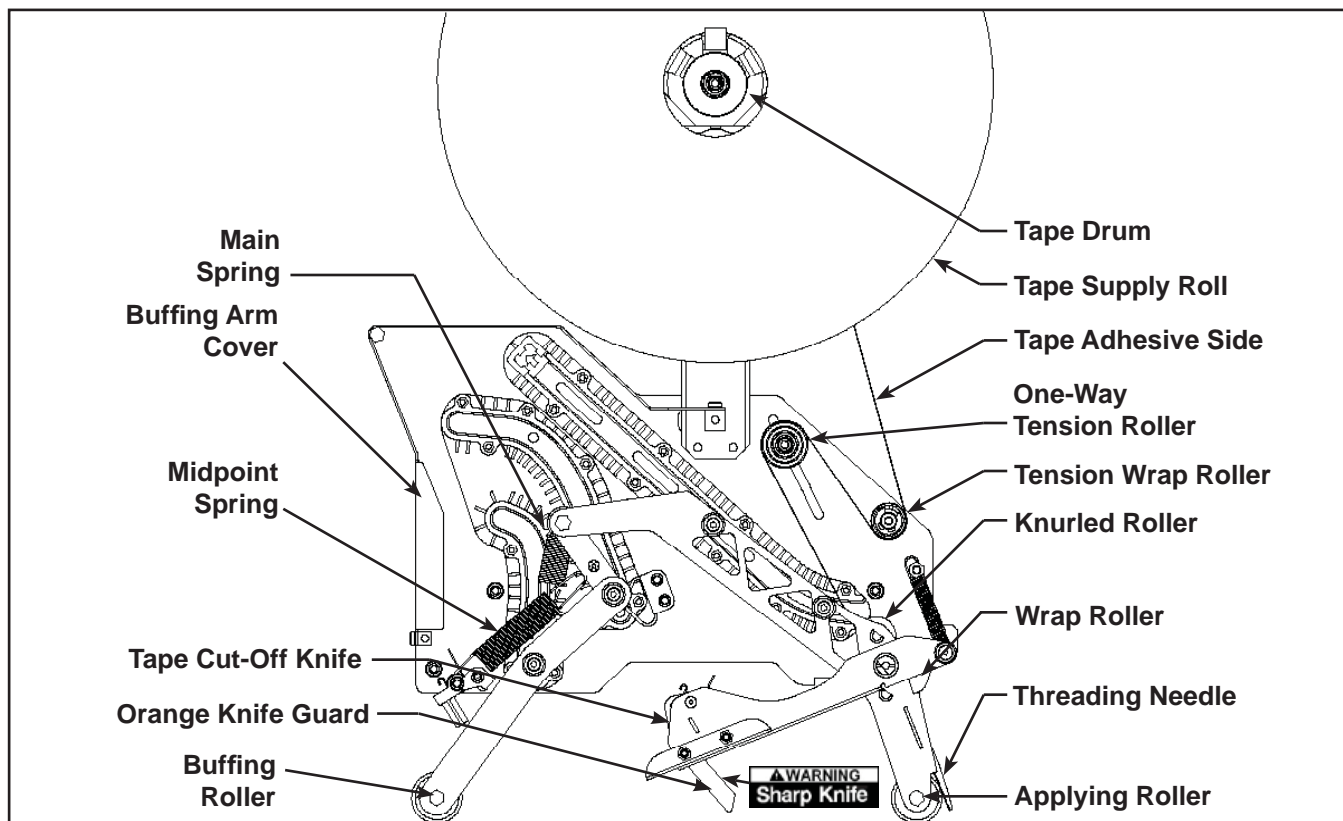 Main
Spring
Buffing Arm
Cover
Midpoint
Spring
Tape Cut-Off Knife
Orange Knife Guard
Buffing
Roller
WARNING
Sharp Knife
Tape Drum
Tape Supply Roll
Tape Adhesive Side
One-Way
Tension Roller
Tension Wrap Roller
Knurled Roller
Wrap Roller
Threading Needle
Applying Roller